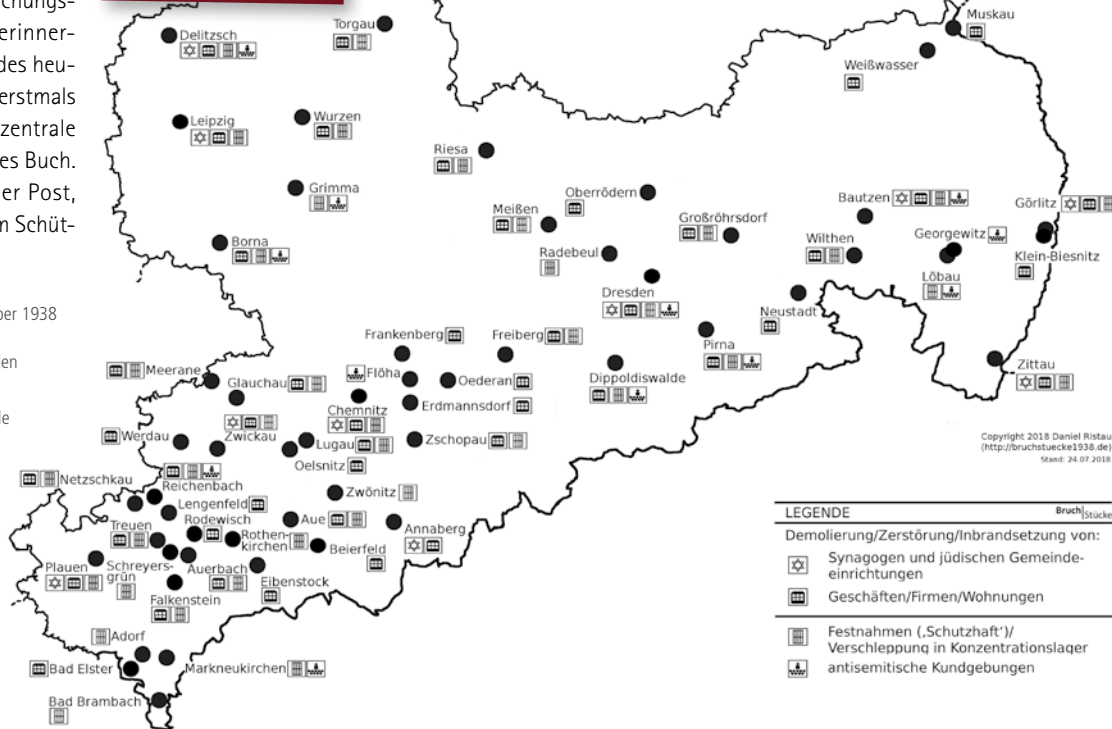 chungs-
erinner-
des heu-
erstmals
zentrale
es Buch.
er Post,
m Schüt-
ber 1938
en
de
Torgau
Delitzsch
Muskau
Weißwasser
Leipzig
Wurzen
Riesa
Grimma
Oberrödern
Meißen
Großröhrsdorf
Bautzen
Görlitz
Borna
Radebeul
Wilthen
Georgewitz
Klein-Biesnitz
Löbau
Dresden
Neustadt
Frankenberg
Freiberg
Pirna
Meerane
Flöha
Zittau
Glauchau
Oederan
Dippoldiswalde
Chemnitz
Erdmannsdorf
Werdau
Zwickau
Lugau
Zschopau
Oelsnitz
Netzschkau
Reichenbach
Zwönitz
Lengenfeld
Treuen
Rodewisch
Aue
Annaberg
Rothen-
kirchen
Beierfeld
Plauen
Schreyers-
grün
Auerbach
Eibenstock
Falkenstein
Adorf
Bad Elster
Markneukirchen
Bad Brambach
Copyright 2018 Daniel Ristau
(http://bruchstuecke1938.de)
Stand: 24.07.2018
LEGENDE
Bruch|Stücke
Demolierung/Zerstörung/Inbrandsetzung von:
Synagogen und jüdischen Gemeinde-
einrichtungen
Geschäften/Firmen/Wohnungen
Festnahmen (‚Schutzhaft‘)/
Verschleppung in Konzentrationslager
antisemitische Kundgebungen